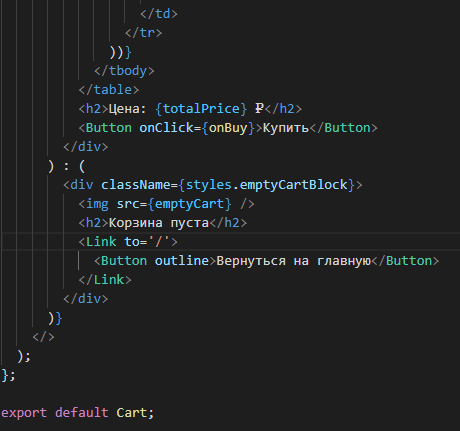 </td>
</tr>
))}
</tbody>
</table>
<h2>Цена: {totalPrice} ₽</h2>
<Button onClick={onBuy}>Купить</Button>
</div>
) : (
<div className={styles.emptyCartBlock}>
<img src={emptyCart} />
<h2>Корзина пуста</h2>
<Link to='/'>
<Button outline>Вернуться на главную</Button>
</Link>
</div>
)}
</>
);
};
export default Cart;